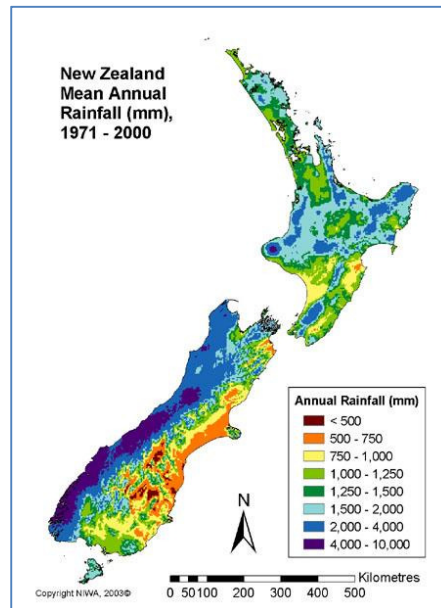 New Zealand
Mean Annual
Rainfall (mm),
1971 - 2000
Annual Rainfall (mm)
< 500
500 - 750
750 - 1,000
1,000 - 1,250
1,250 - 1,500
1,500 - 2,000
2,000 - 4,000
4,000 - 10,000
N
Copyright NIWA, 2003©
Kilometres
0 50 100 200 300 400 500